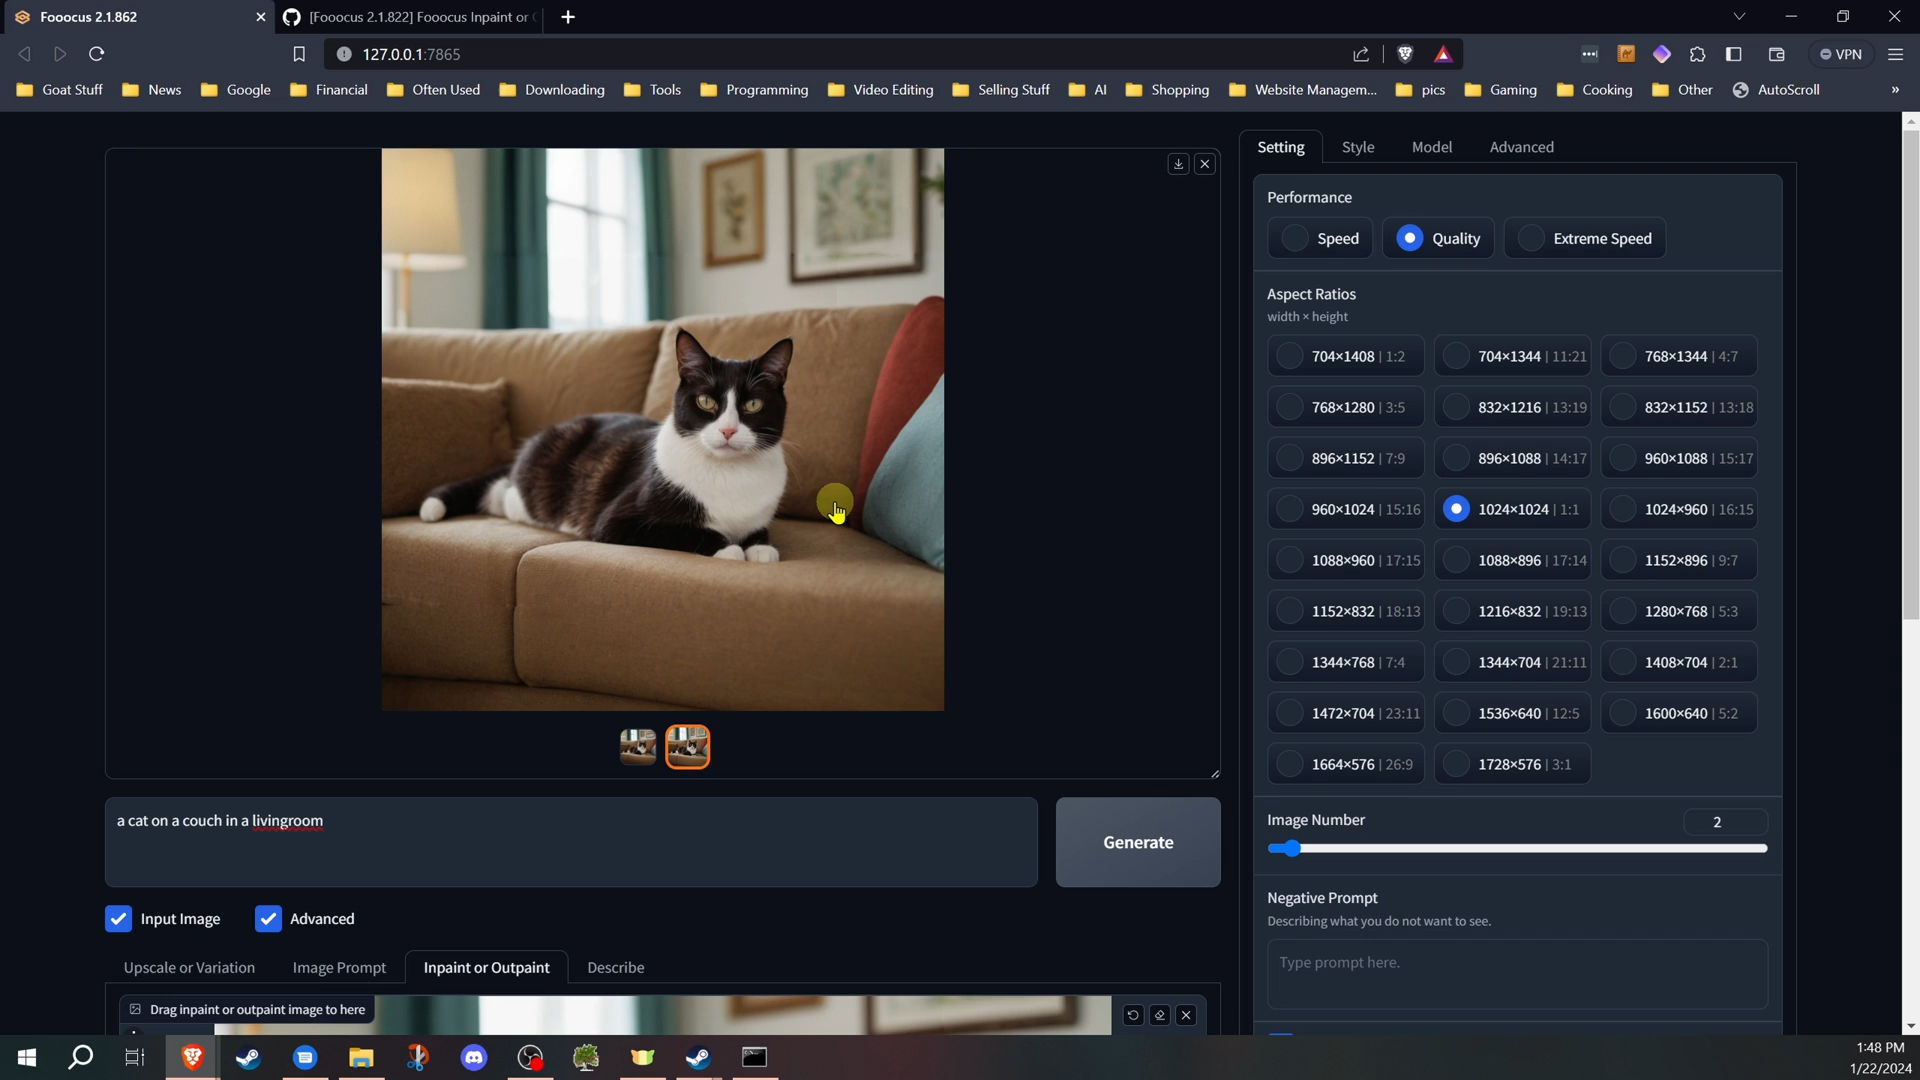 Fooocus 2.1.862
[Fooocus 2.1.822] Fooocus Inpaint or
127.0.0.1:7865
VPN
Goat Stuff
News
Google
Financial
Often Used
Downloading
Tools
Programming
Video Editing
Selling Stuff
AI
Shopping
Website Managem...
pics
Gaming
Cooking
Other
AutoScroll
»
Setting
Style
Model
Advanced
Performance
Speed
Quality
Extreme Speed
Aspect Ratios
width × height
704×1408 | 1:2
704×1344 | 11:21
768×1344 | 4:7
768×1280 | 3:5
832×1216 | 13:19
832×1152 | 13:18
896×1152 | 7:9
896×1088 | 14:17
960×1088 | 15:17
960×1024 | 15:16
1024×1024 | 1:1
1024×960 | 16:15
1088×960 | 17:15
1088×896 | 17:14
1152×896 | 9:7
1152×832 | 18:13
1216×832 | 19:13
1280×768 | 5:3
1344×768 | 7:4
1344×704 | 21:11
1408×704 | 2:1
1472×704 | 23:11
1536×640 | 12:5
1600×640 | 5:2
1664×576 | 26:9
1728×576 | 3:1
a cat on a couch in a livingroom
Generate
Image Number
2
Negative Prompt
Describing what you do not want to see.
Type prompt here.
Input Image
Advanced
Upscale or Variation
Image Prompt
Inpaint or Outpaint
Describe
Drag inpaint or outpaint image to here
1:48 PM
1/22/2024